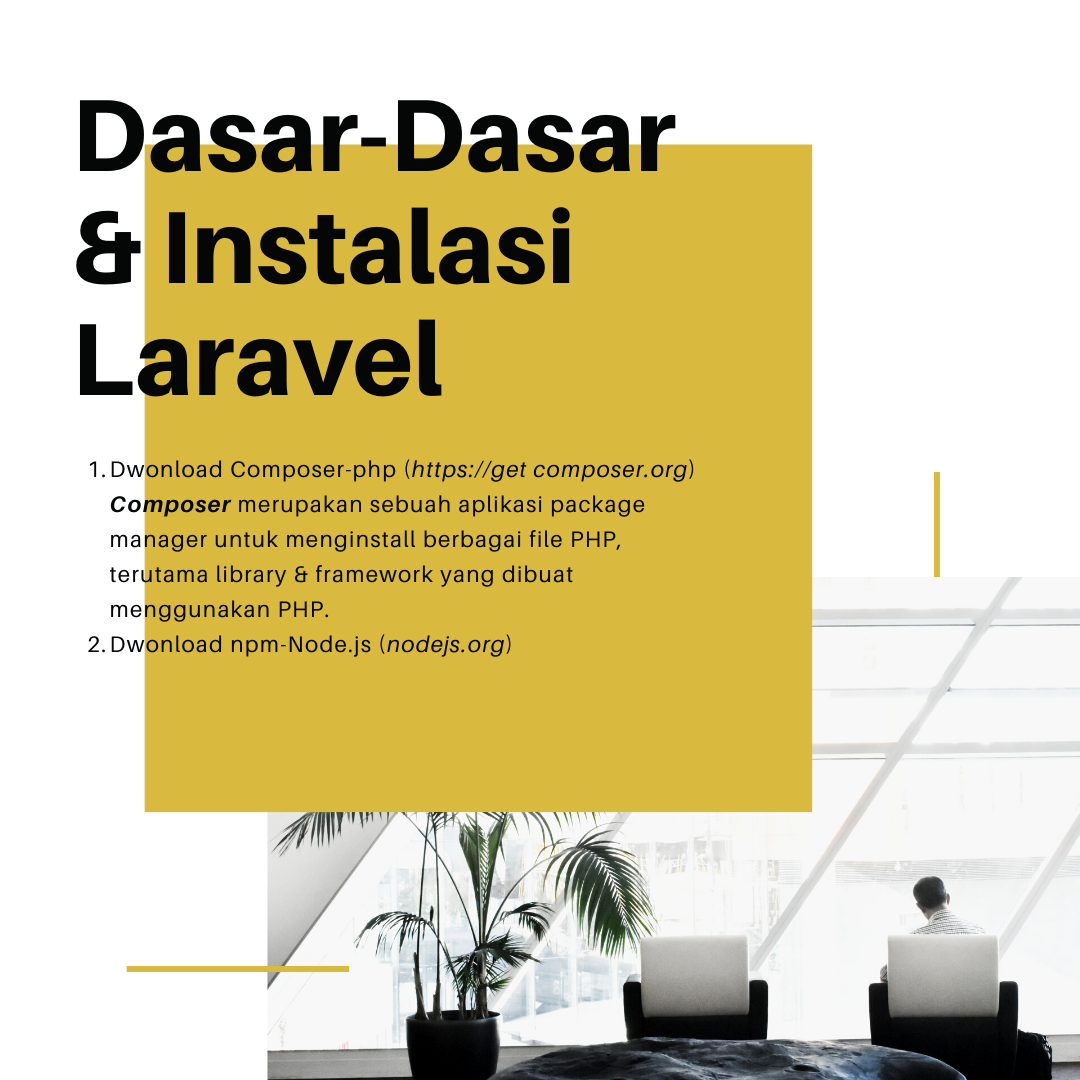 Dasar-Dasar
& Instalasi
Laravel
1. Dwonload Composer-php (https://get composer.org)
Composer merupakan sebuah aplikasi package
manager untuk menginstall berbagai file PHP,
terutama library & framework yang dibuat
menggunakan PHP.
2. Dwonload npm-Node.js (nodejs.org)